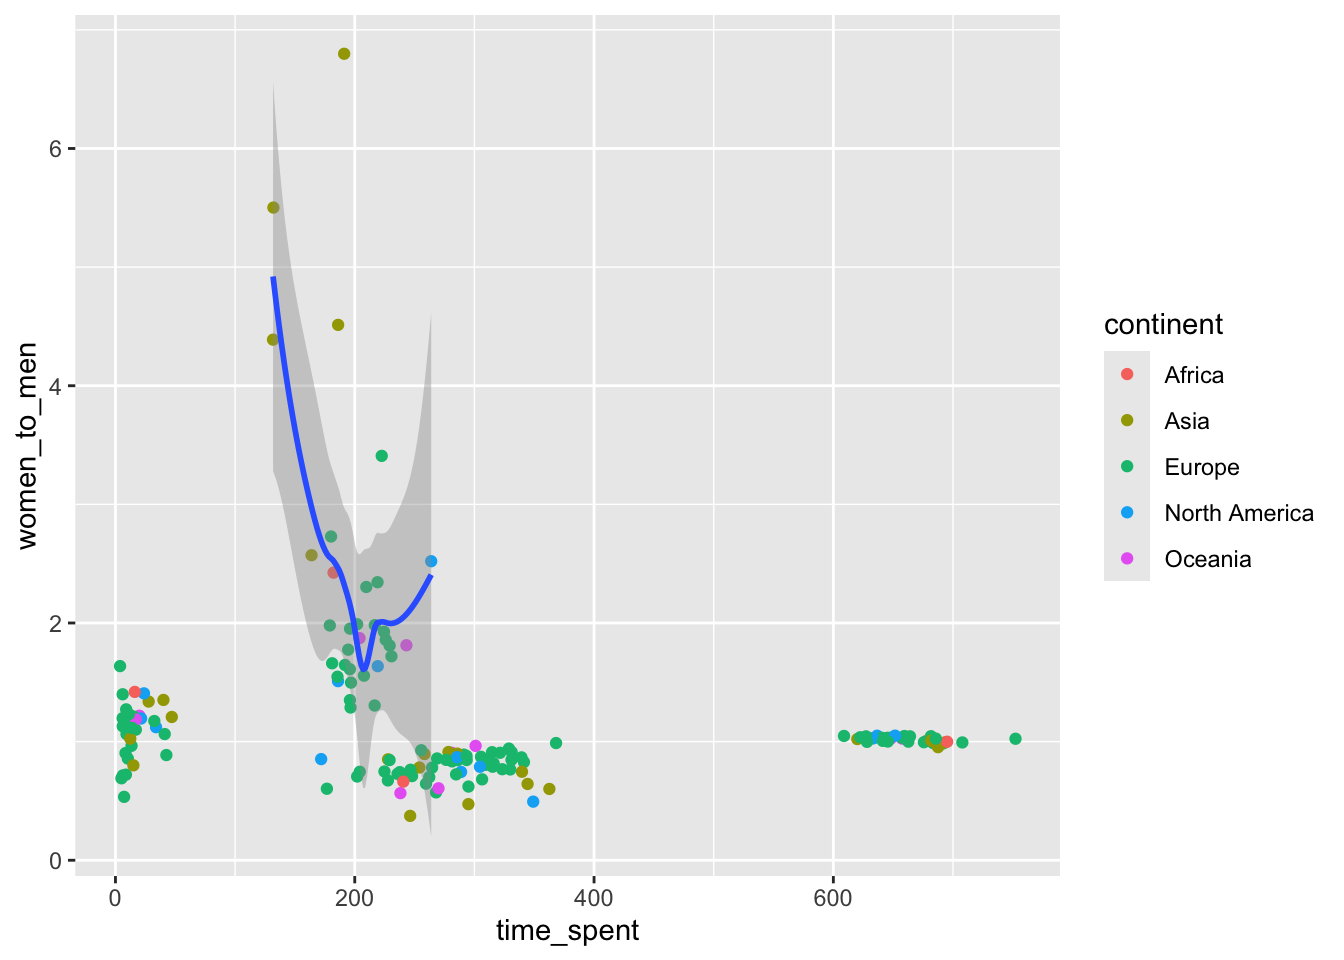 6
4
2
0
women_to_men
0
200
400
600
time_spent
continent
Africa
Asia
Europe
North America
Oceania